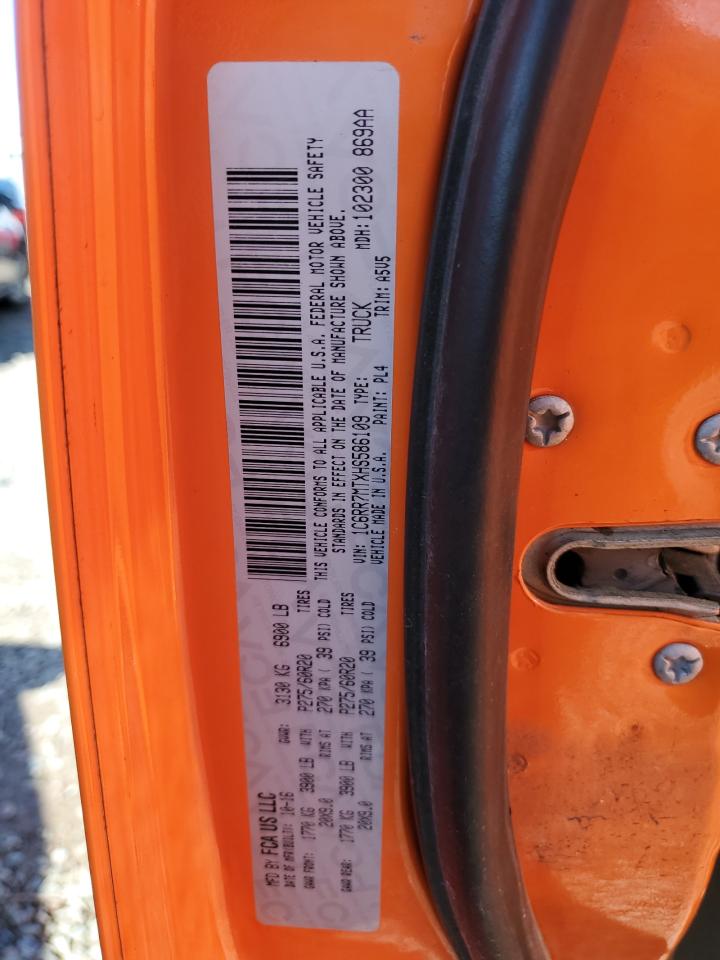 MFD BY FCA US LLC
DATE OF MFR(BUILT): 10-16 GVWR: 3130 KG 6900 LB
GAWR FRONT: 1770 KG 3900 LB WITH P275/60R20 TIRES
20X9.0 RIMS AT 270 KPA ( 39 PSI) COLD
GAWR REAR: 1770 KG 3900 LB WITH P275/60R20 TIRES
20X9.0 RIMS AT 270 KPA ( 39 PSI) COLD
THIS VEHICLE CONFORMS TO ALL APPLICABLE U.S.A. FEDERAL MOTOR VEHICLE SAFETY
STANDARDS IN EFFECT ON THE DATE OF MANUFACTURE SHOWN ABOVE.
VIN: 1C6RR7MTXHS586109 TYPE: TRUCK MDH: 102300 869AA
VEHICLE MADE IN U.S.A. PAINT: PL4 TRIM: A5V5